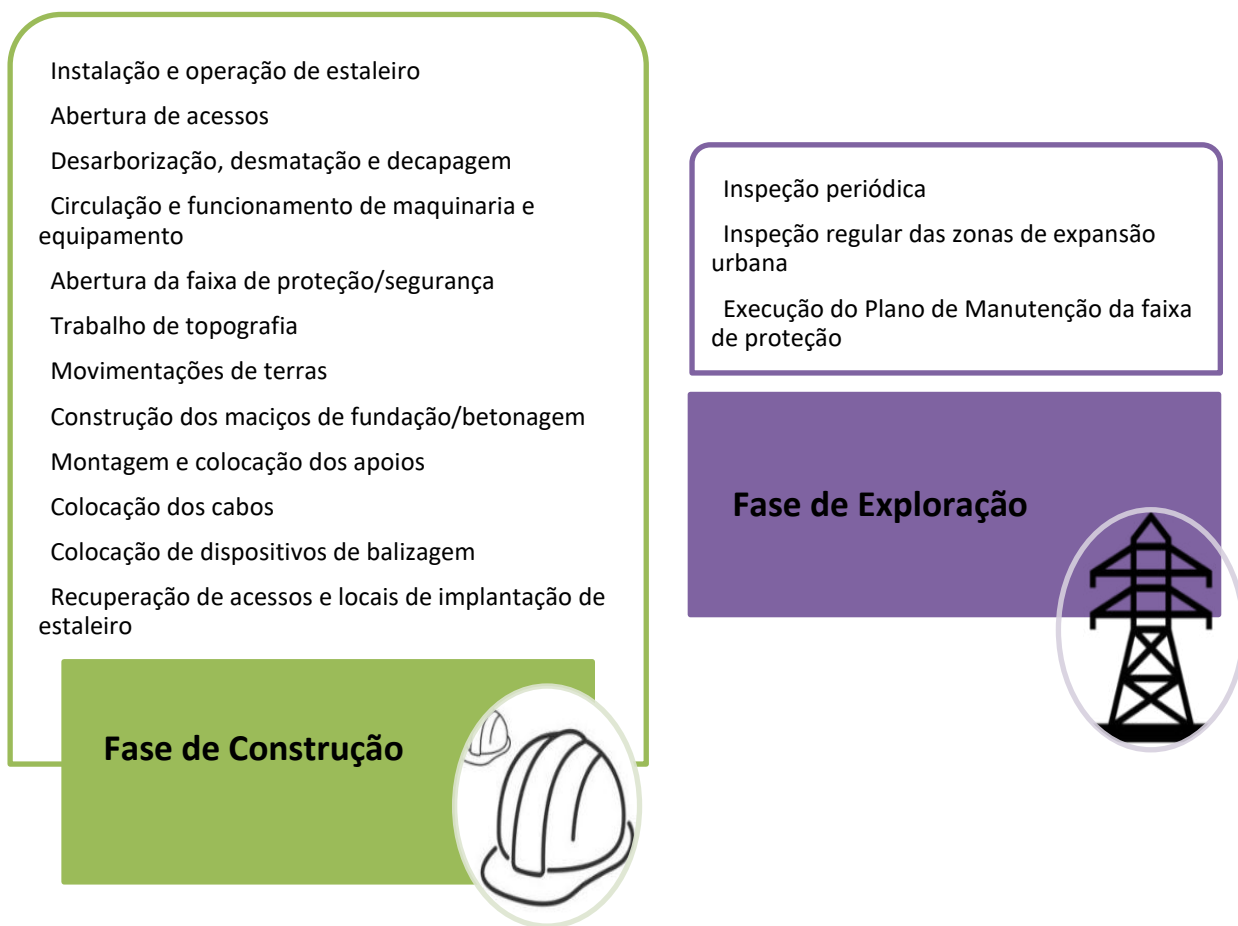 Instalação e operação de estaleiro
Abertura de acessos
Desarborização, desmatação e decapagem
Circulação e funcionamento de maquinaria e
equipamento
Abertura da faixa de proteção/segurança
Trabalho de topografia
Movimentações de terras
Construção dos maciços de fundação/betonagem
Montagem e colocação dos apoios
Colocação dos cabos
Colocação de dispositivos de balizagem
Recuperação de acessos e locais de implantação de
estaleiro
Fase de Construção
Inspeção periódica
Inspeção regular das zonas de expansão
urbana
Execução do Plano de Manutenção da faixa
de proteção
Fase de Exploração